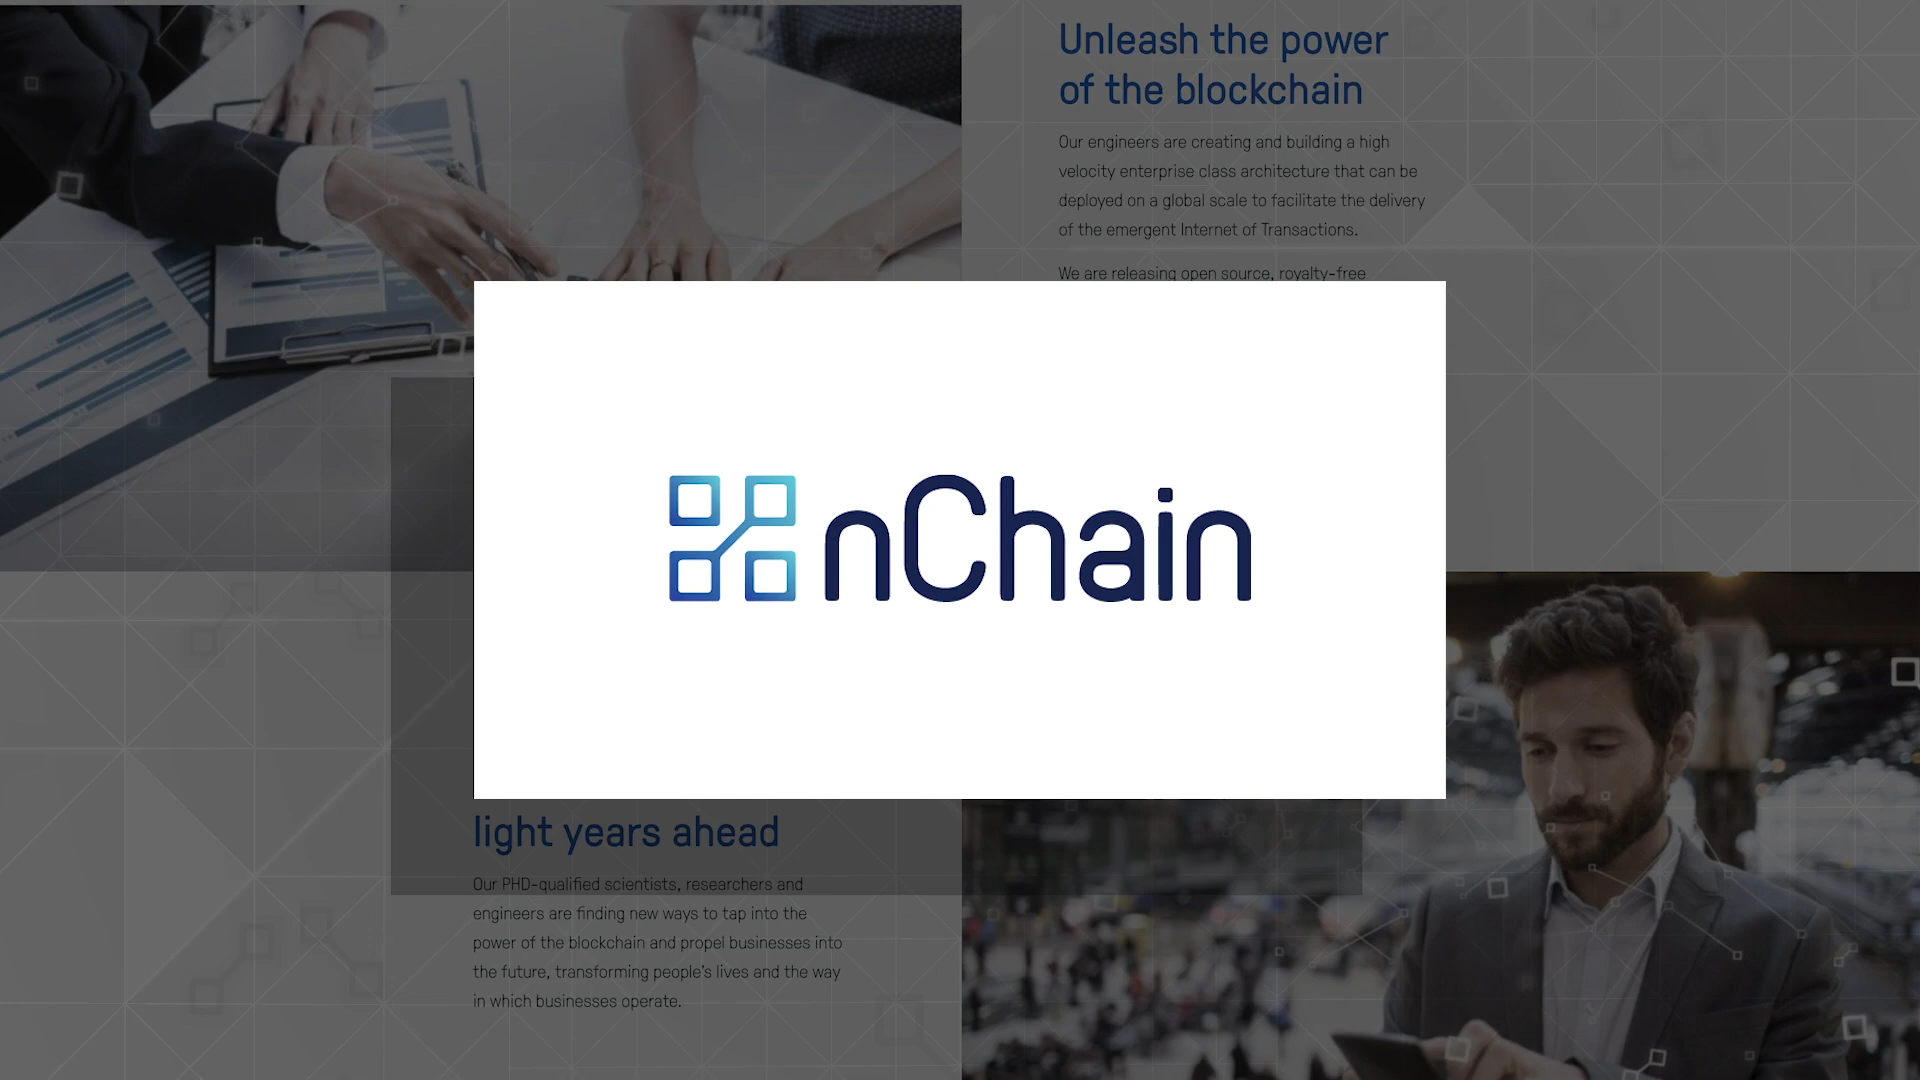 Unleash the power
of the blockchain
Our engineers are creating and building a high
velocity enterprise class architecture that can be
deployed on a global scale to facilitate the delivery
of the emergent Internet of Transactions.
We are releasing open source, royalty-free
nChain
light years ahead
Our PHD-qualified scientists, researchers and
engineers are finding new ways to tap into the
power of the blockchain and propel businesses into
the future, transforming people's lives and the way
in which businesses operate.